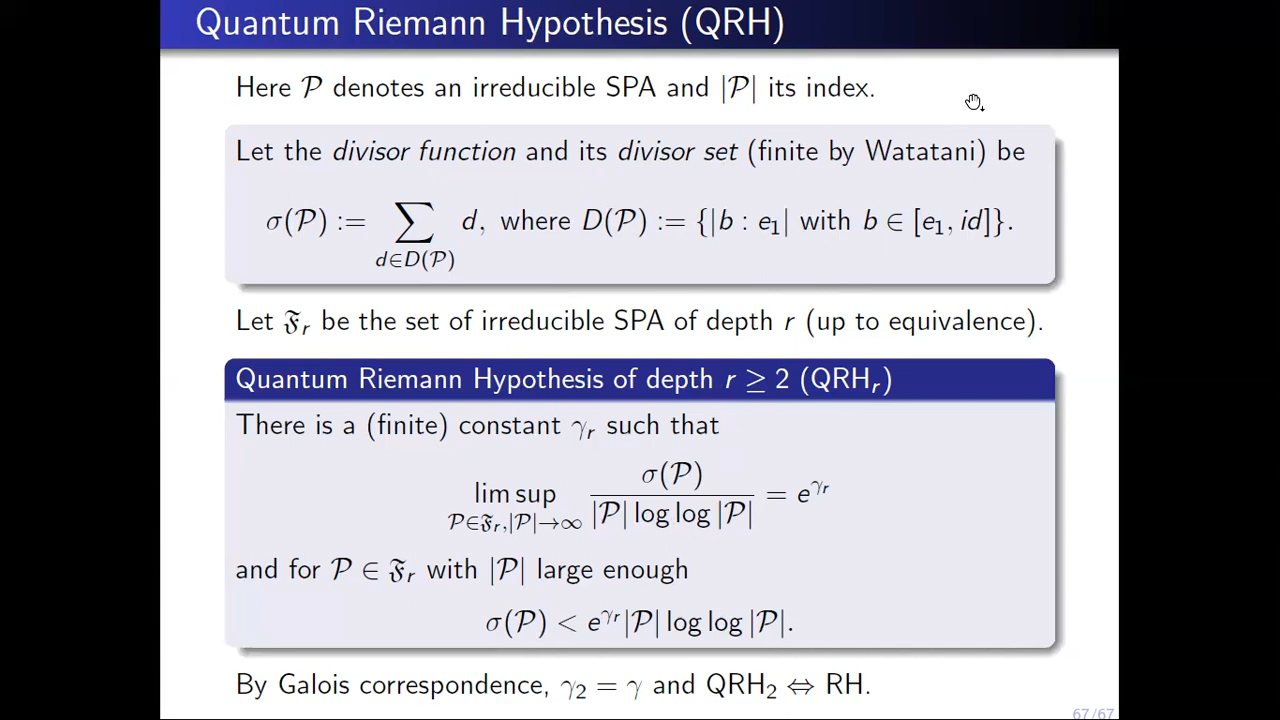 Quantum Riemann Hypothesis (QRH)
Here 𝒫 denotes an irreducible SPA and |𝒫| its index.
Let the divisor function and its divisor set (finite by Watatani) be
σ(𝒫) := ∑_{d∈D(𝒫)} d, where D(𝒫) := {|b : e₁| with b ∈ [e₁, id]}.
Let 𝔉ᵣ be the set of irreducible SPA of depth r (up to equivalence).
Quantum Riemann Hypothesis of depth r ≥ 2 (QRHᵣ)
There is a (finite) constant γᵣ such that
lim sup_{𝒫∈𝔉ᵣ,|𝒫|→∞} σ(𝒫) / (|𝒫| log log |𝒫|) = e^{γᵣ}
and for 𝒫 ∈ 𝔉ᵣ with |𝒫| large enough
σ(𝒫) < e^{γᵣ}|𝒫| log log |𝒫|.
By Galois correspondence, γ₂ = γ and QRH₂ ⇔ RH.
67/67